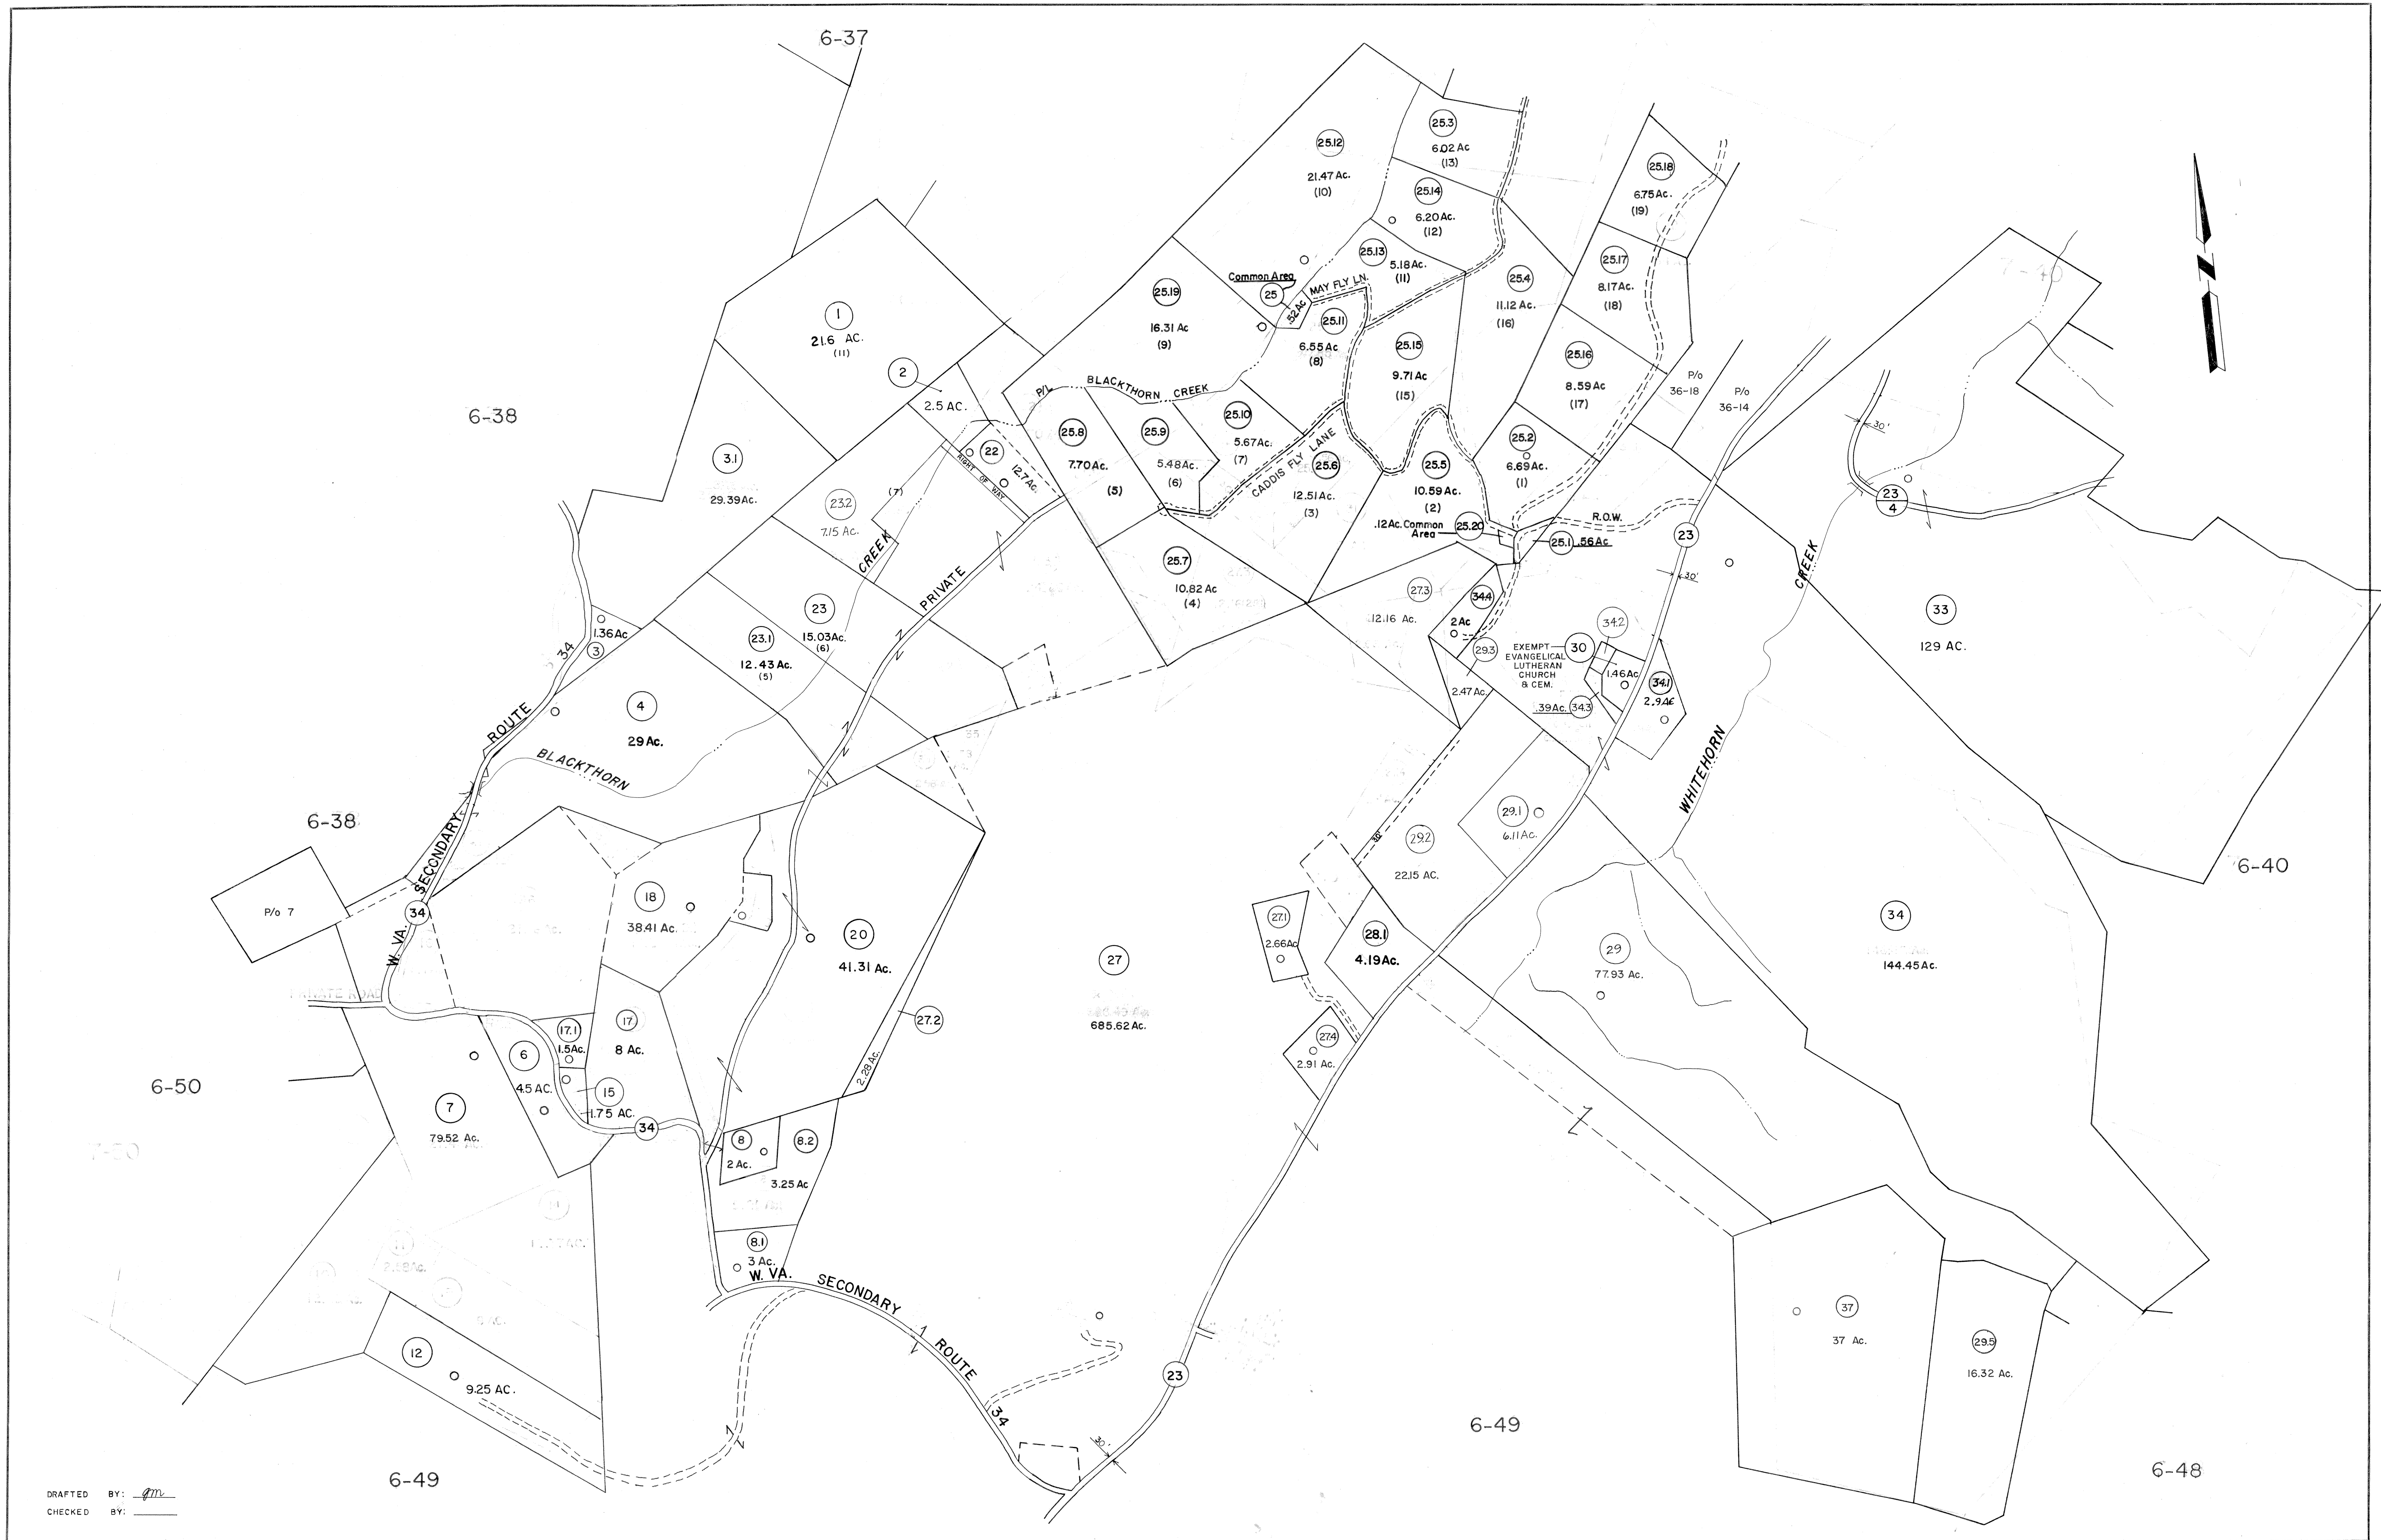 6-37
25.3
6.02 Ac
(13)
25.12
21.47 Ac.
(10)
25.14
6.20 Ac.
(12)
25.18
6.75 Ac.
(19)
25.13
5.18 Ac.
(11)
Common Area
25
.52 Ac
MAY FLY LN.
25.19
16.31 Ac
(9)
25.11
6.55 Ac
(8)
25.4
11.12 Ac.
(16)
25.17
8.17 Ac.
(18)
7-40
1
21.6 AC.
(11)
2
2.5 AC.
25.15
9.71 Ac
(15)
25.16
8.59 Ac
(17)
P/o
36-18
P/o
36-14
6-38
P/L
BLACKTHORN CREEK
25.8
7.70 Ac.
(5)
25.9
5.48 Ac.
(6)
25.10
5.67 Ac.
(7)
CADDIS FLY LANE
25.6
12.51 Ac.
(3)
25.5
10.59 Ac.
(2)
25.2
6.69 Ac.
(1)
30'
23
4
3.1
29.39 Ac.
23.2
7.15 Ac.
(7)
22
12.7 Ac.
RIGHT OF WAY
CREEK
PRIVATE
25.7
10.82 Ac
(4)
.12 Ac. Common
Area
25.20
25.1
.56 Ac
R.O.W.
23
30'
CREEK
33
129 AC.
1.36 Ac
3
34
23
15.03 Ac.
(6)
23.1
12.43 Ac.
(5)
27.3
12.16 Ac.
34.4
2 Ac
29.3
2.47 Ac.
EXEMPT
EVANGELICAL
LUTHERAN
CHURCH
& CEM.
30
34.2
1.46 Ac
34.1
2.9 Ac
.39 Ac.
34.3
4
29 Ac.
ROUTE
BLACKTHORN
WHITEHORN
6-38
SECONDARY
W. VA.
34
P/o 7
PRIVATE ROAD
18
38.41 Ac.
20
41.31 Ac.
27
685.62 Ac.
27.2
2.28 Ac.
30'
29.2
22.15 AC.
29.1
6.11 Ac.
27.1
2.66 Ac
28.1
4.19 Ac.
27.4
2.91 Ac.
29
77.93 Ac.
34
144.45 Ac.
6-40
6-50
7
79.52 Ac.
6
4.5 AC.
17.1
1.5 Ac.
17
8 Ac.
15
1.75 AC.
34
8
2 Ac.
8.2
3.25 Ac
8.1
3 Ac.
W. VA. SECONDARY ROUTE 34
12
9.25 AC.
23
30'
37
37 Ac.
29.5
16.32 Ac.
6-49
6-49
6-48
DRAFTED BY: gm
CHECKED BY: